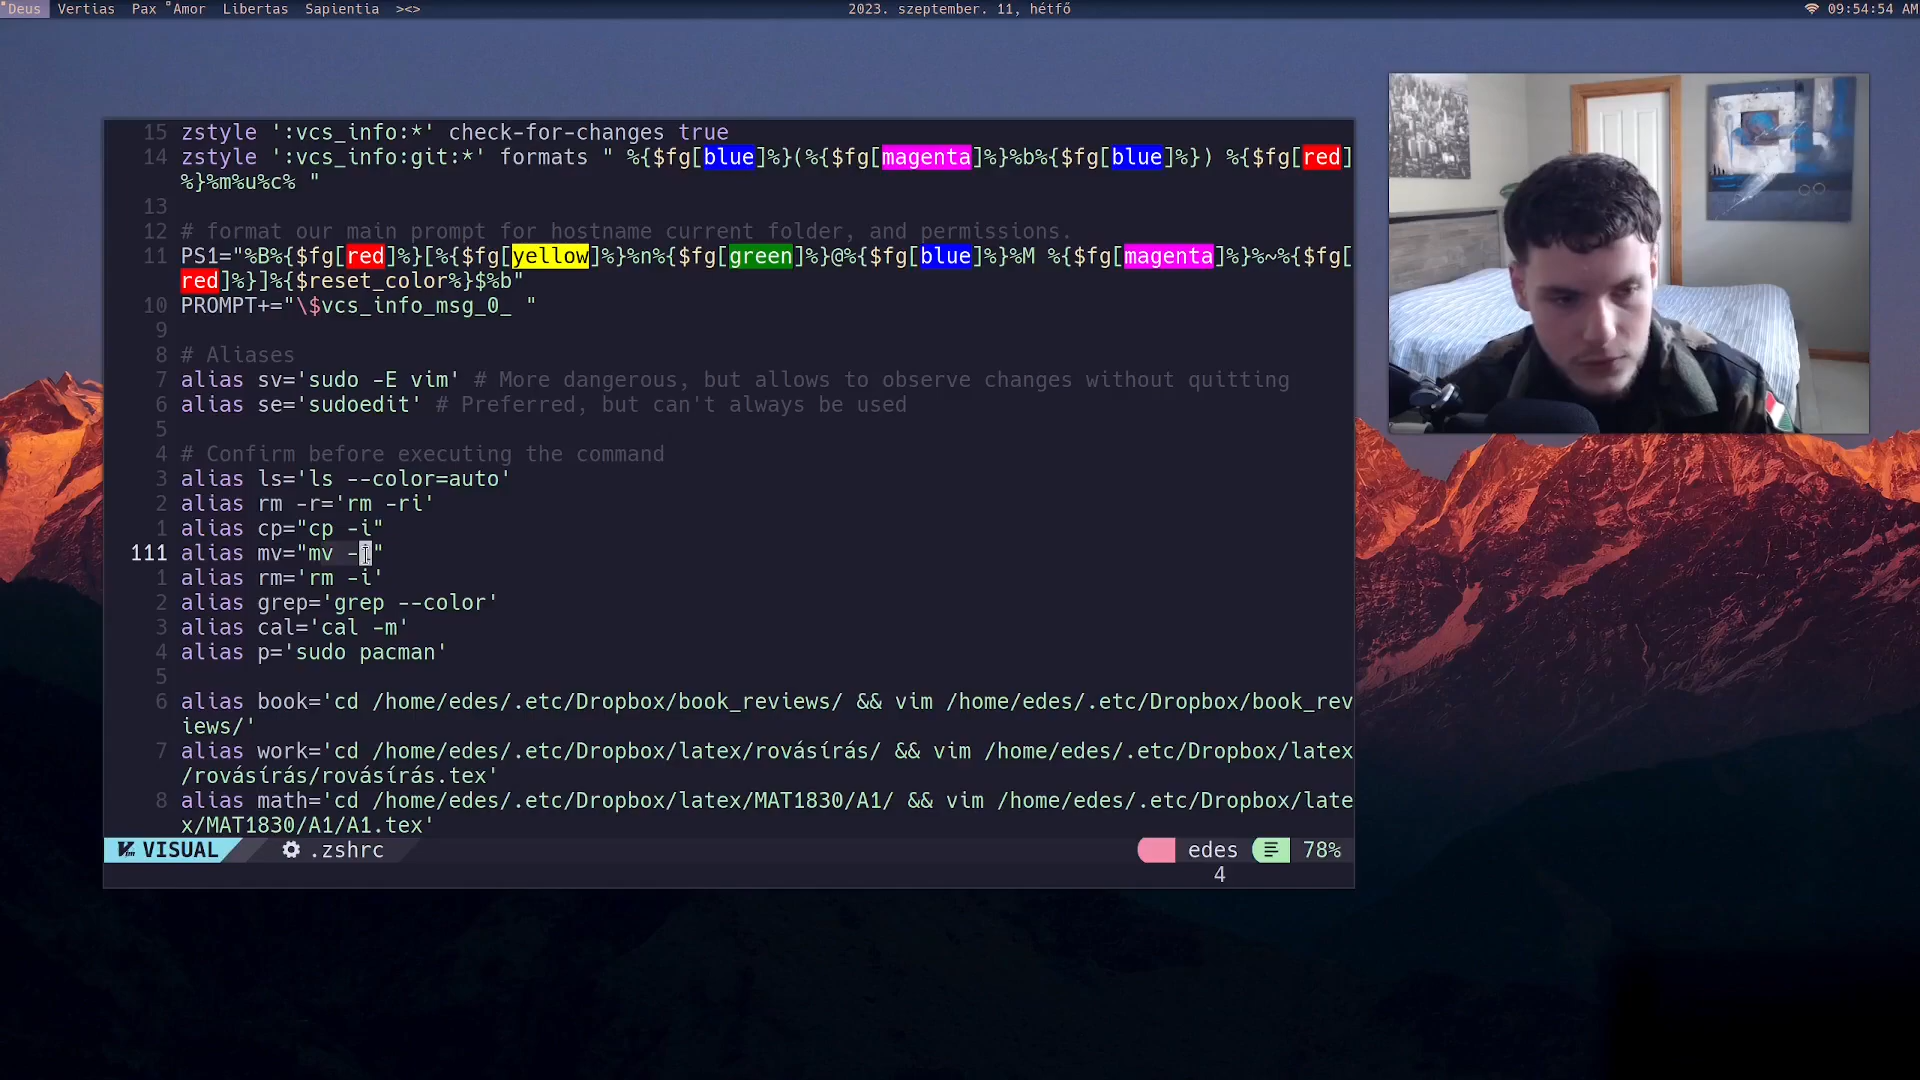 Deus Vertias Pax Amor Libertas Sapientia ><> 2023. szeptember. 11, hétfő 09:54:54 AM
15 zstyle ':vcs_info:*' check-for-changes true
14 zstyle ':vcs_info:git:*' formats " %{$fg[blue]%}(%{$fg[magenta]%}%b%{$fg[blue]%}) %{$fg[red]
%}%m%u%c% "
13
12 # format our main prompt for hostname current folder, and permissions.
11 PS1="%B%{$fg[red]%}[%{$fg[yellow]%}%n%{$fg[green]%}@%{$fg[blue]%}%M %{$fg[magenta]%}%~%{$fg[
red]%}]%{$reset_color%}$%b"
10 PROMPT+="\$vcs_info_msg_0_ "
9
8 # Aliases
7 alias sv='sudo -E vim' # More dangerous, but allows to observe changes without quitting
6 alias se='sudoedit' # Preferred, but can't always be used
5
4 # Confirm before executing the command
3 alias ls='ls --color=auto'
2 alias rm -r='rm -ri'
1 alias cp="cp -i"
111 alias mv="mv -i"
1 alias rm='rm -i'
2 alias grep='grep --color'
3 alias cal='cal -m'
4 alias p='sudo pacman'
5
6 alias book='cd /home/edes/.etc/Dropbox/book_reviews/ && vim /home/edes/.etc/Dropbox/book_rev
iews/'
7 alias work='cd /home/edes/.etc/Dropbox/latex/rovásírás/ && vim /home/edes/.etc/Dropbox/latex
/rovásírás/rovásírás.tex'
8 alias math='cd /home/edes/.etc/Dropbox/latex/MAT1830/A1/ && vim /home/edes/.etc/Dropbox/late
x/MAT1830/A1/A1.tex'
VISUAL .zshrc edes 78%
4